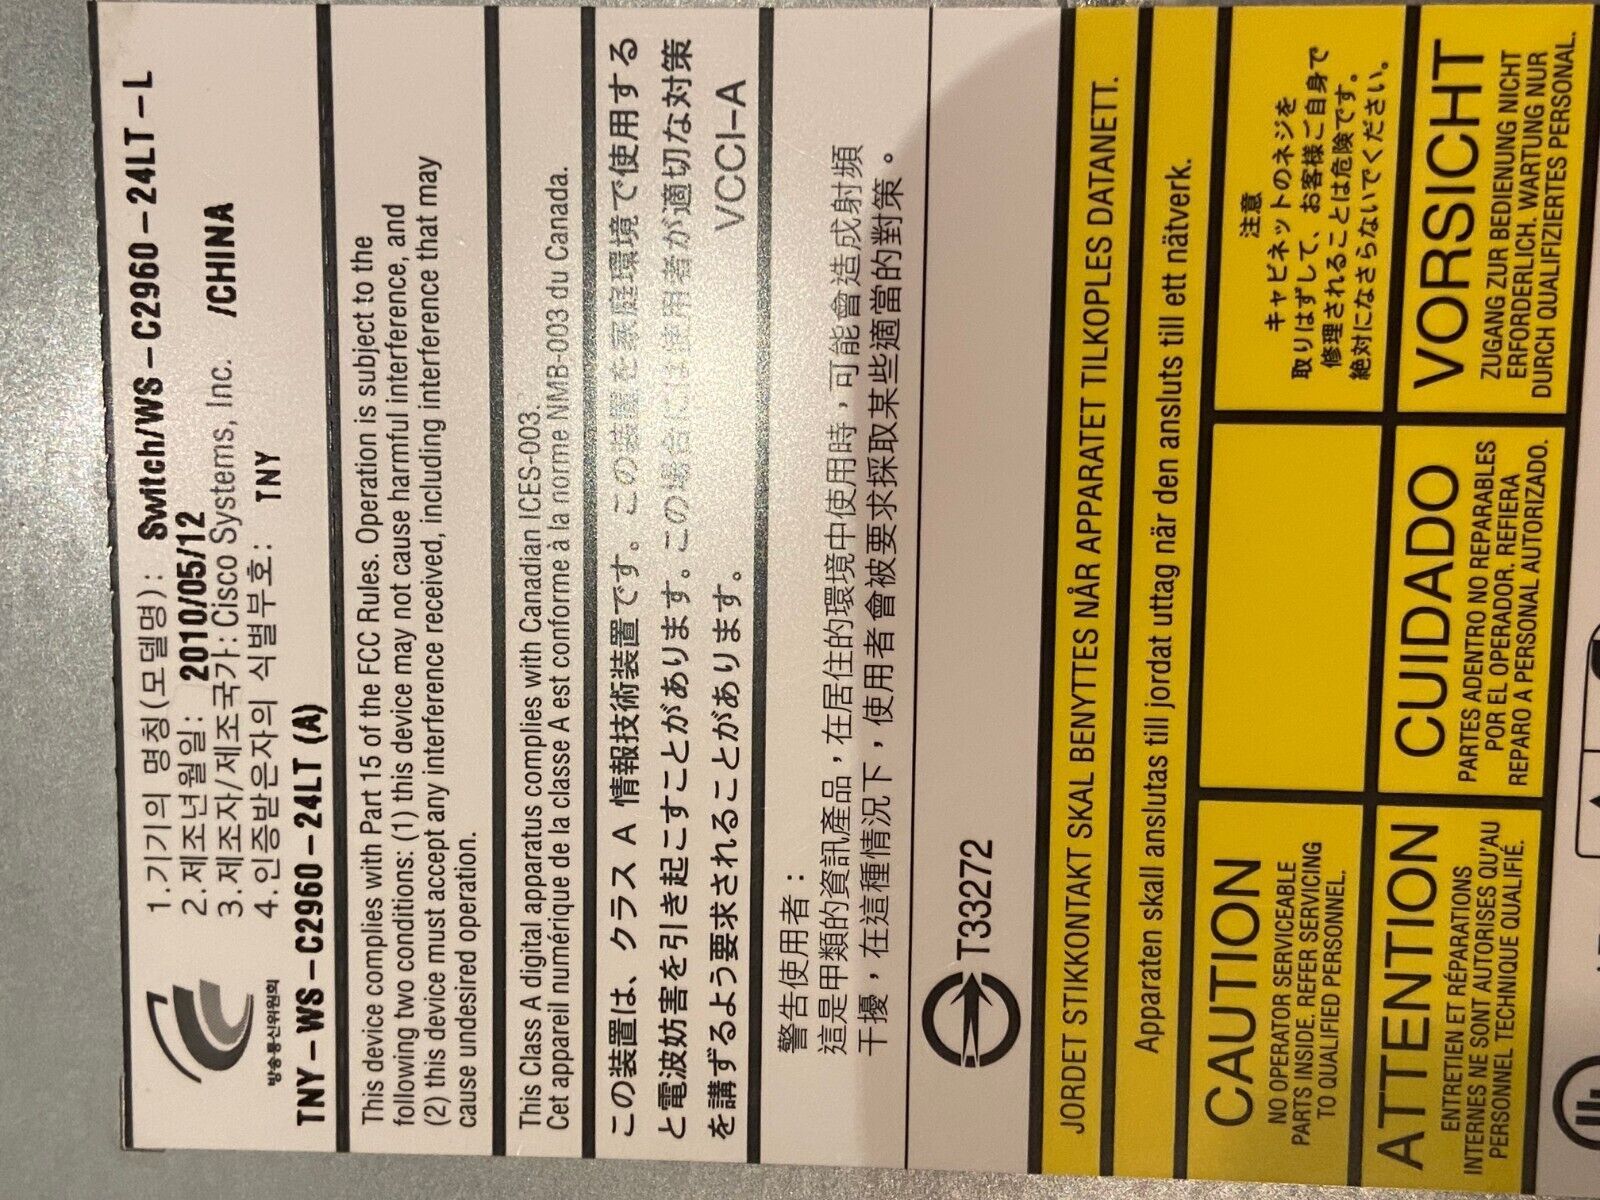 1.기기의 명칭(모델명): Switch/WS-C2960-24LT-L
2.제조년월일: 2010/05/12
3.제조자/제조국가: Cisco Systems, Inc. /CHINA
4.인증받은자의 식별부호: TNY
방송통신위원회
TNY-WS-C2960-24LT (A)
This device complies with Part 15 of the FCC Rules. Operation is subject to the
following two conditions: (1) this device may not cause harmful interference, and
(2) this device must accept any interference received, including interference that may
cause undesired operation.
This Class A digital apparatus complies with Canadian ICES-003.
Cet appareil numérique de la classe A est conforme à la norme NMB-003 du Canada.
この装置は、クラス A 情報技術装置です。この装置を家庭環境で使用する
と電波妨害を引き起こすことがあります。この場合には使用者が適切な対策
を講ずるよう要求されることがあります。
VCCI-A
警告使用者：
這是甲類的資訊產品，在居住的環境中使用時，可能會造成射頻
干擾，在這種情況下，使用者會被要求採取某些適當的對策。
T33272
JORDET STIKKONTAKT SKAL BENYTTES NÅR APPARATET TILKOPLES DATANETT.
Apparaten skall anslutas till jordat uttag när den ansluts till ett nätverk.
CAUTION
NO OPERATOR SERVICEABLE
PARTS INSIDE. REFER SERVICING
TO QUALIFIED PERSONNEL.
注意
キャビネットのネジを
取りはずして、お客様ご自身で
修理されることは危険です。
絶対になさらないでください。
ATTENTION
ENTRETIEN ET RÉPARATIONS
INTERNES NE SONT AUTORISES QU'AU
PERSONNEL TECHNIQUE QUALIFIÉ.
CUIDADO
PARTES ADENTRO NO REPARABLES
POR EL OPERADOR. REFIERA
REPARO A PERSONAL AUTORIZADO.
VORSICHT
ZUGANG ZUR BEDIENUNG NICHT
ERFORDERLICH. WARTUNG NUR
DURCH QUALIFIZIERTES PERSONAL.